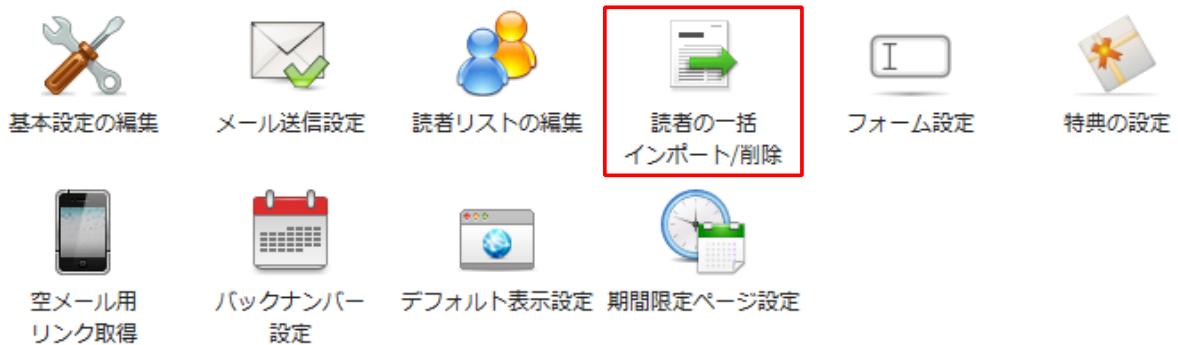 基本設定の編集
メール送信設定
読者リストの編集
読者の一括
インポート/削除
フォーム設定
特典の設定
空メール用
リンク取得
バックナンバー
設定
デフォルト表示設定
期間限定ページ設定